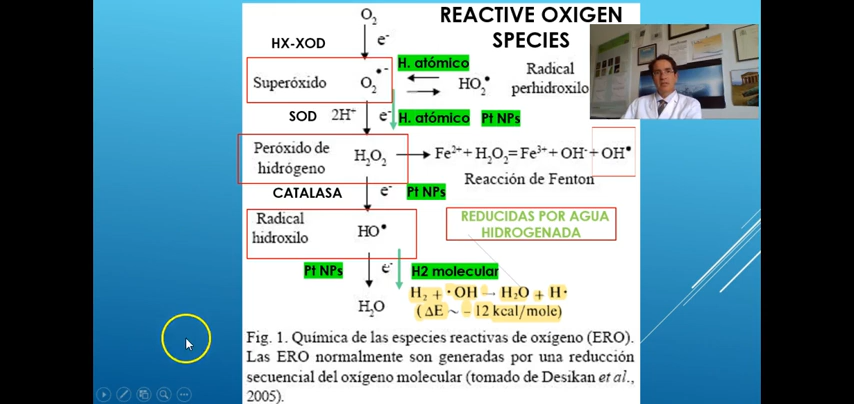 REACTIVE OXIGEN
SPECIES
O₂
HX-XOD
e⁻
H. atómico
Superóxido
O₂•⁻
HO₂•
Radical
perhidroxilo
SOD
2H⁺
e⁻
H. atómico
Pt NPs
Peróxido de
hidrógeno
H₂O₂
Fe²⁺+ H₂O₂=Fe³⁺+ OH⁻+ OH•
Reacción de Fenton
CATALASA
e⁻
Pt NPs
Radical
hidroxilo
HO•
REDUCIDAS POR AGUA
HIDROGENADA
Pt NPs
e⁻
H2 molecular
H₂ + ·OH → H₂O + H·
(ΔE ~ – 12 kcal/mole)
H₂O
Fig. 1. Química de las especies reactivas de oxígeno (ERO).
Las ERO normalmente son generadas por una reducción
secuencial del oxígeno molecular (tomado de Desikan et al.,
2005).